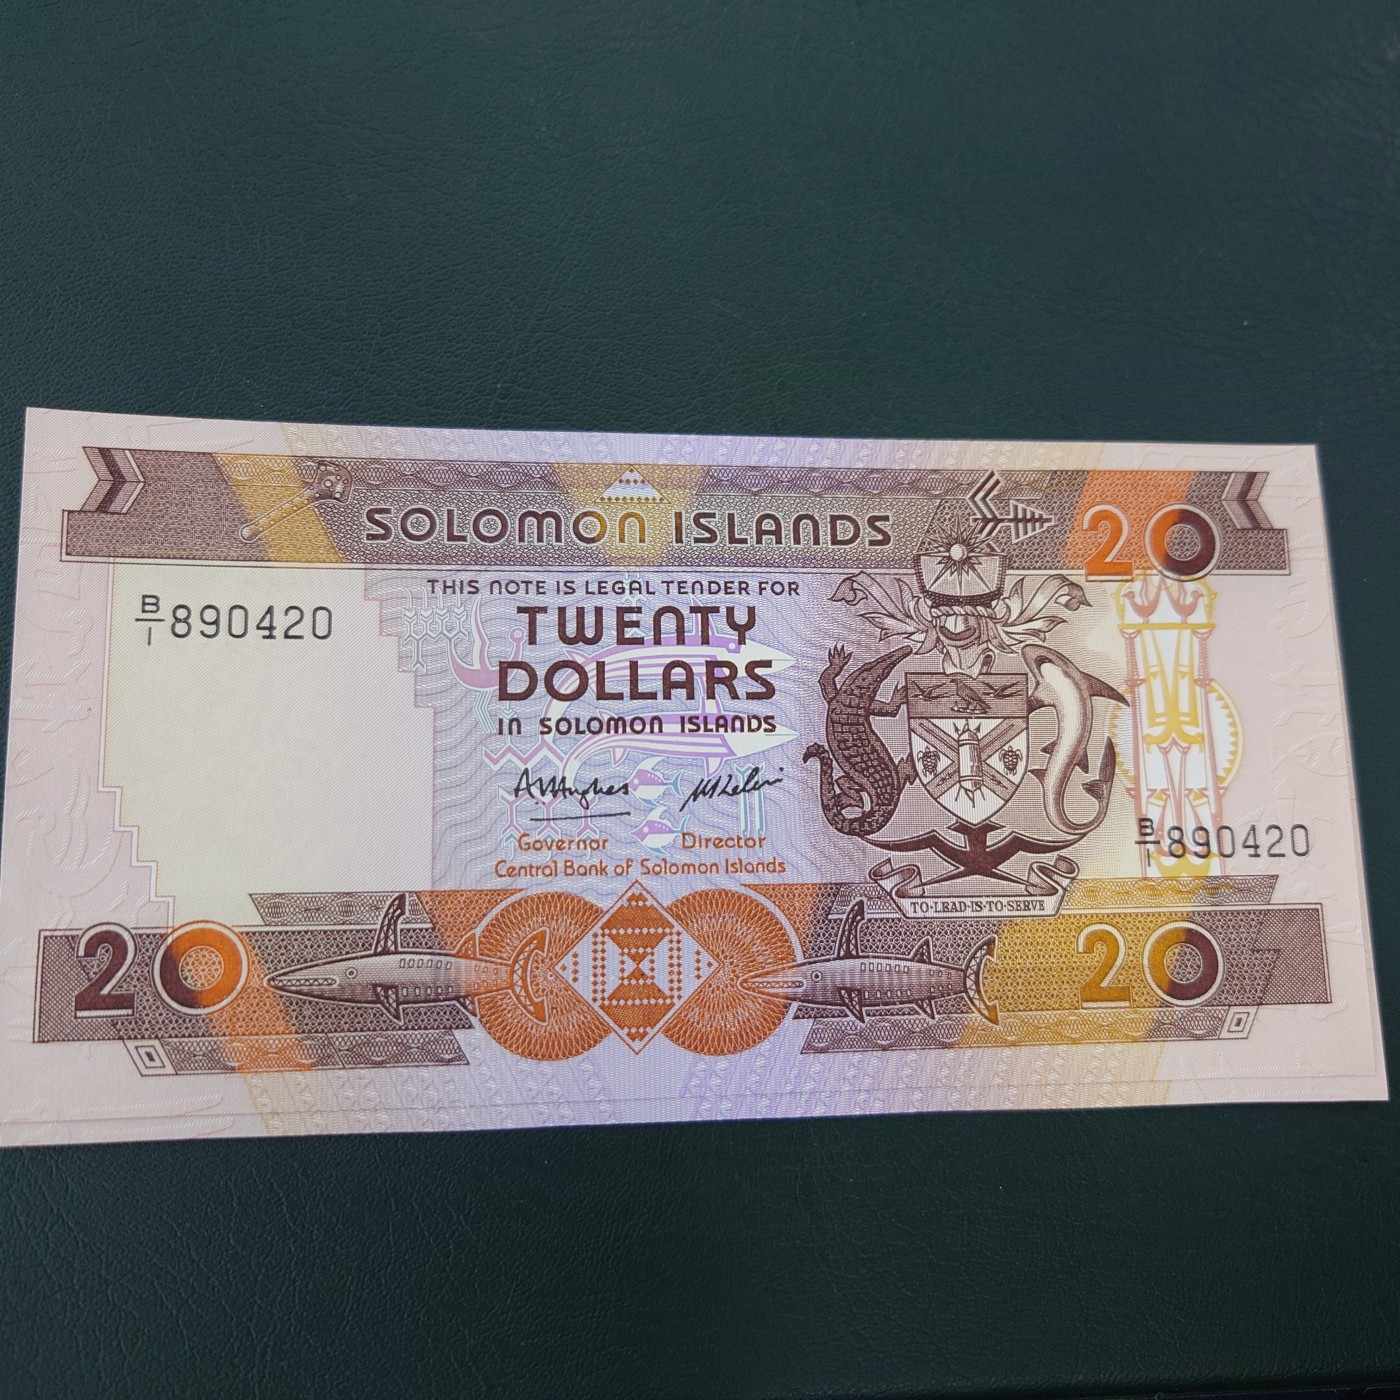 SOLOMON ISLANDS 20
THIS NOTE IS LEGAL TENDER FOR
B/1 890420
TWENTY
DOLLARS
IN SOLOMON ISLANDS
Governor Director
Central Bank of Solomon Islands
B/1 890420
TO·LEAD·IS·TO·SERVE
20 20